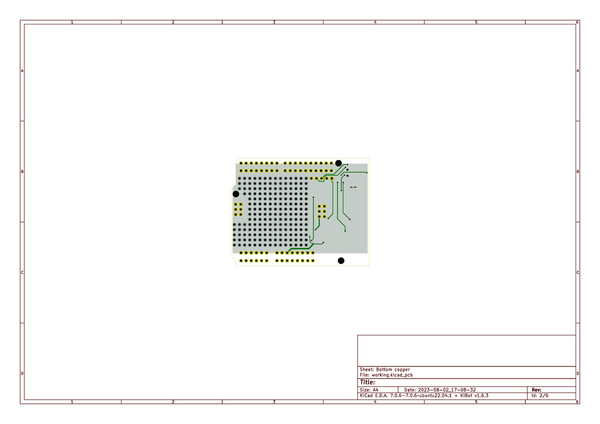 1 2 3 4 5 6
A A
B B
C C
Sheet: Bottom copper
File: working.kicad_pcb
D D
Title:
Size: A4 Date: 2023-08-02_17-08-32 Rev:
KiCad E.D.A. 7.0.6-7.0.6~ubuntu22.04.1 + KiBot v1.6.3 Id: 2/6
1 2 3 4 5 6